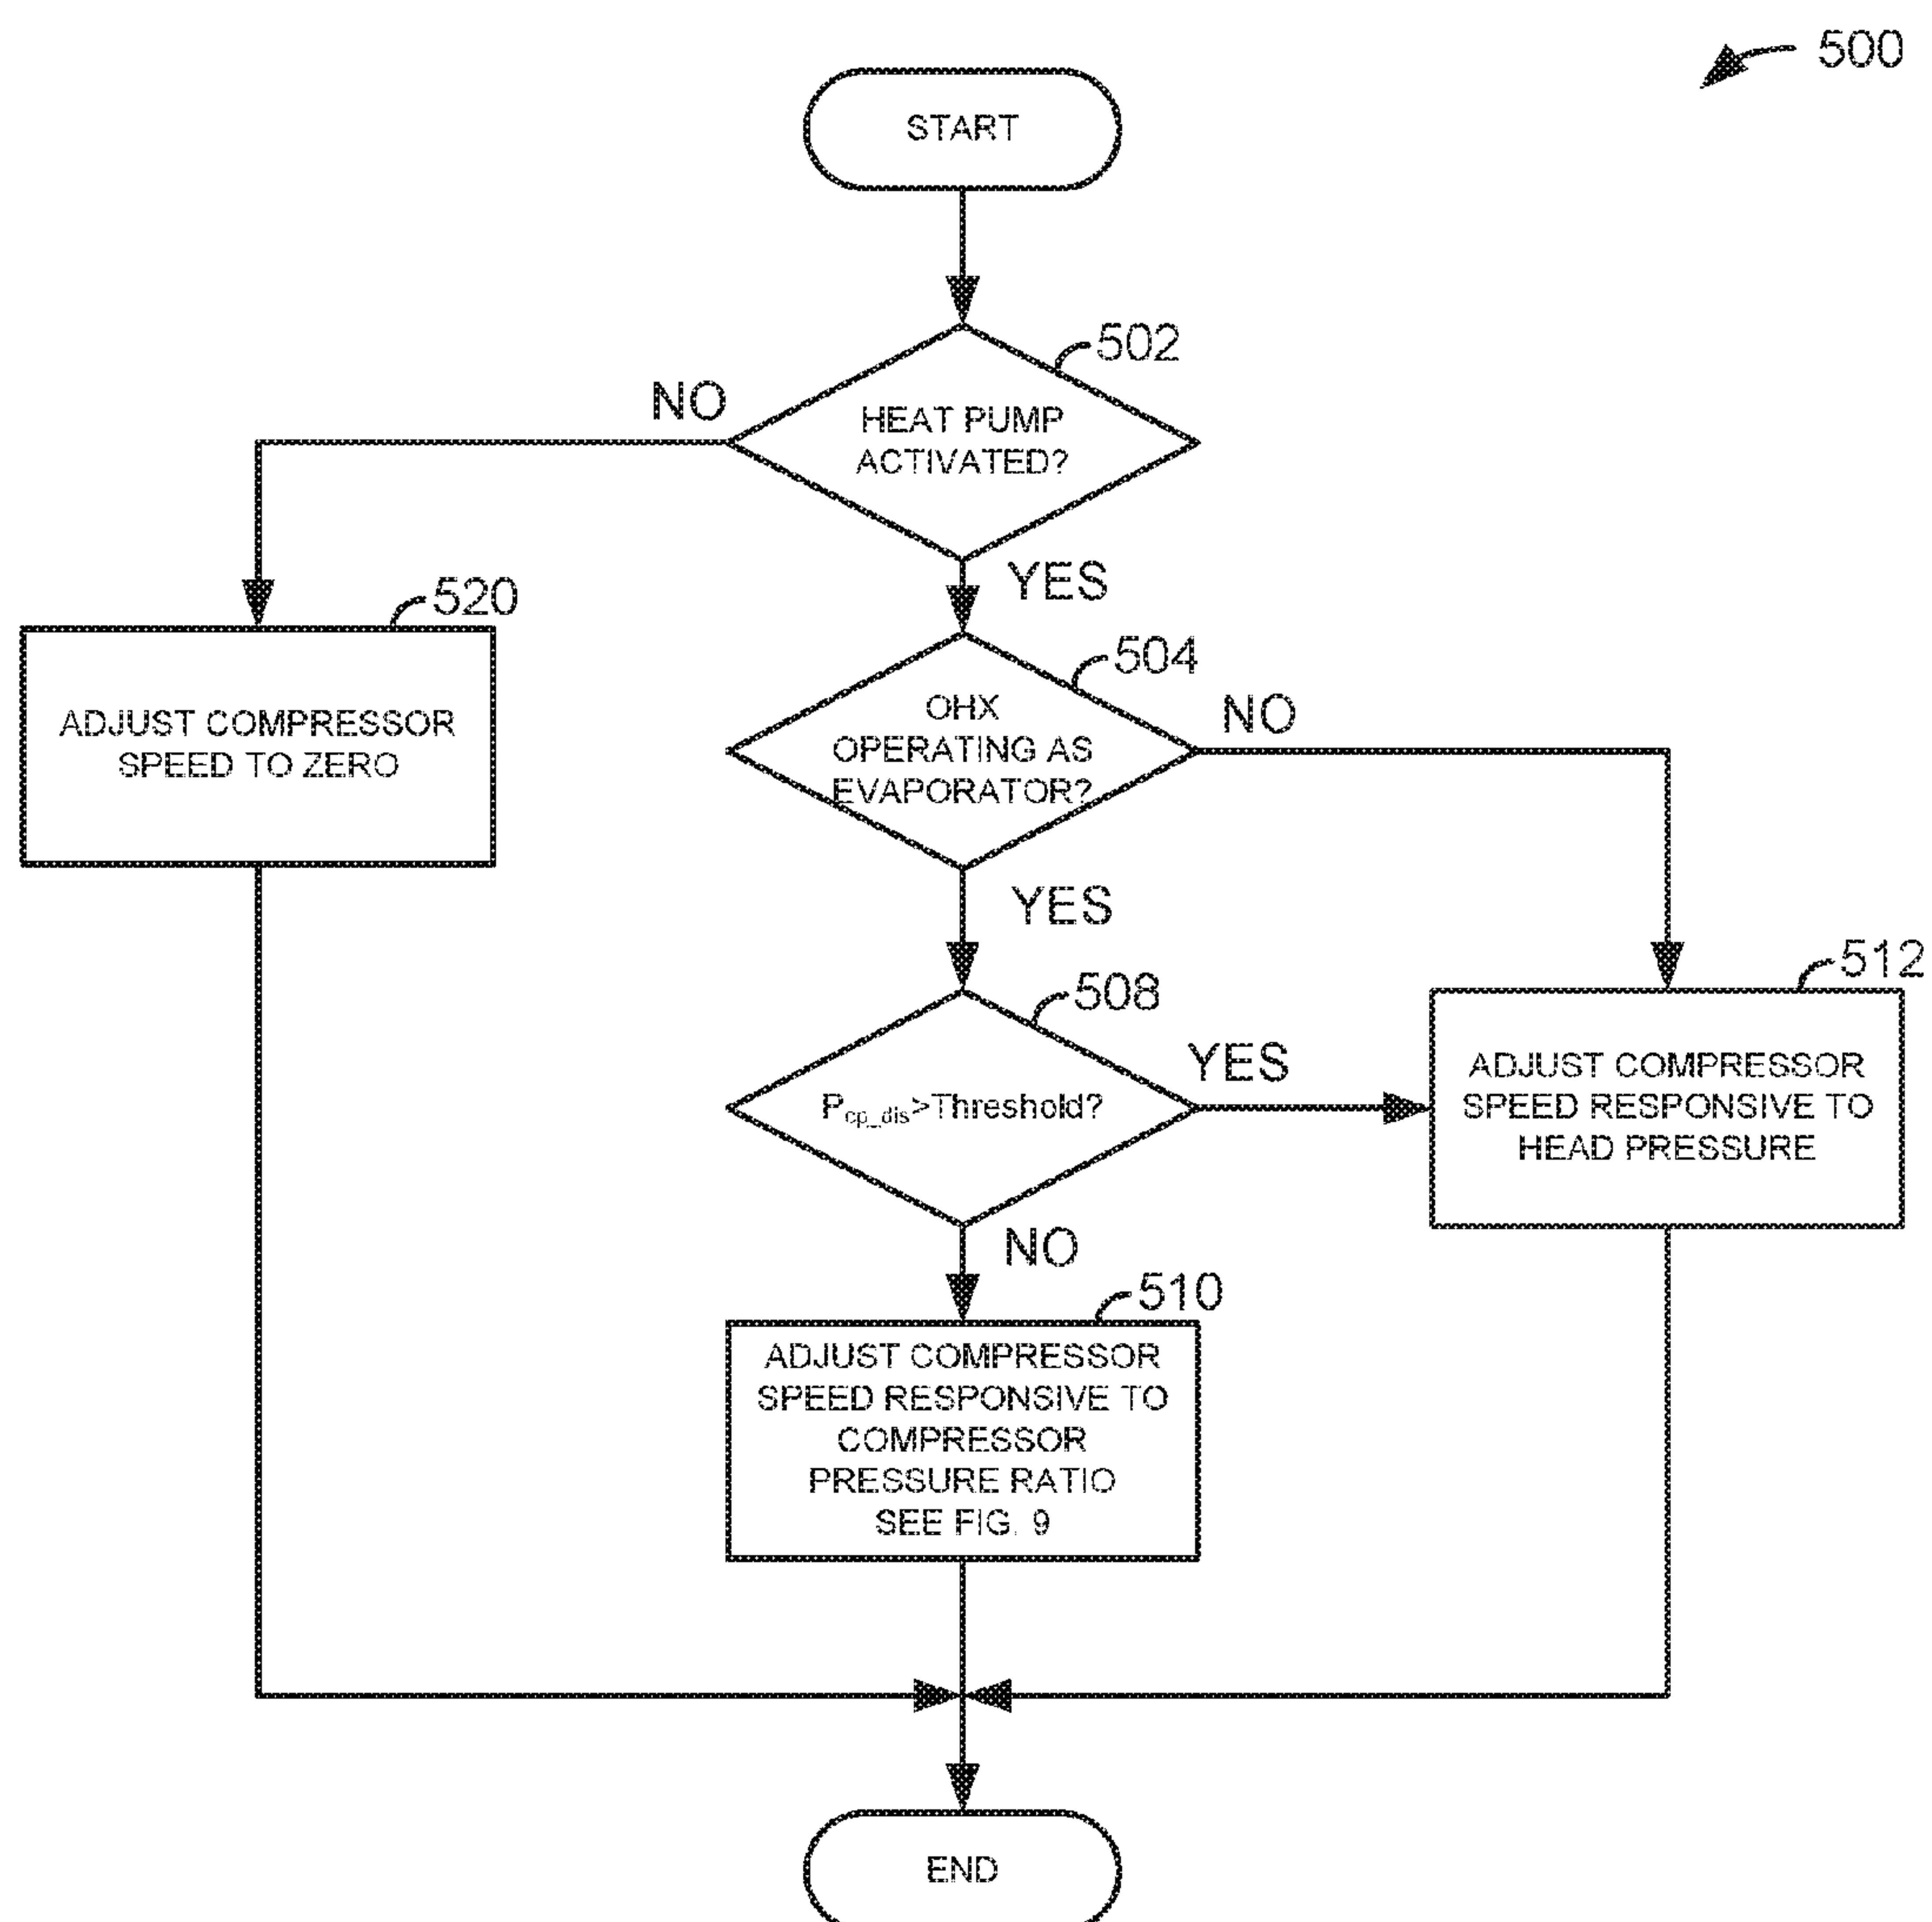 500
START
502
HEAT PUMP
ACTIVATED?
NO
YES
520
ADJUST COMPRESSOR
SPEED TO ZERO
504
OHX
OPERATING AS
EVAPORATOR?
NO
YES
508
P_cp_dis>Threshold?
YES
NO
512
ADJUST COMPRESSOR
SPEED RESPONSIVE TO
HEAD PRESSURE
510
ADJUST COMPRESSOR
SPEED RESPONSIVE TO
COMPRESSOR
PRESSURE RATIO
SEE FIG. 9
END